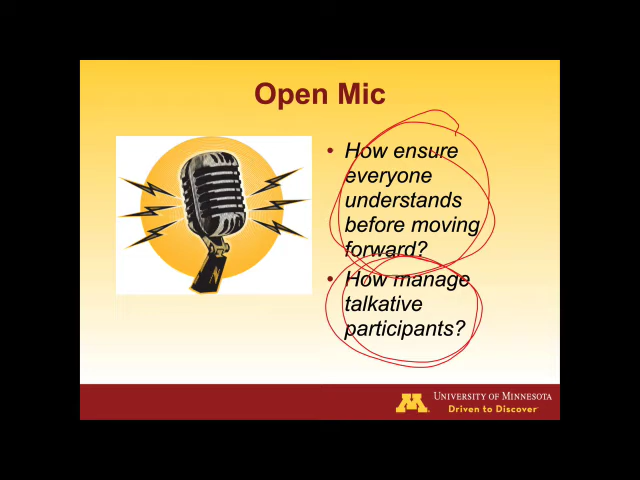 Open Mic
• How ensure
everyone
understands
before moving
forward?
• How manage
talkative
participants?
M UNIVERSITY OF MINNESOTA
Driven to Discover